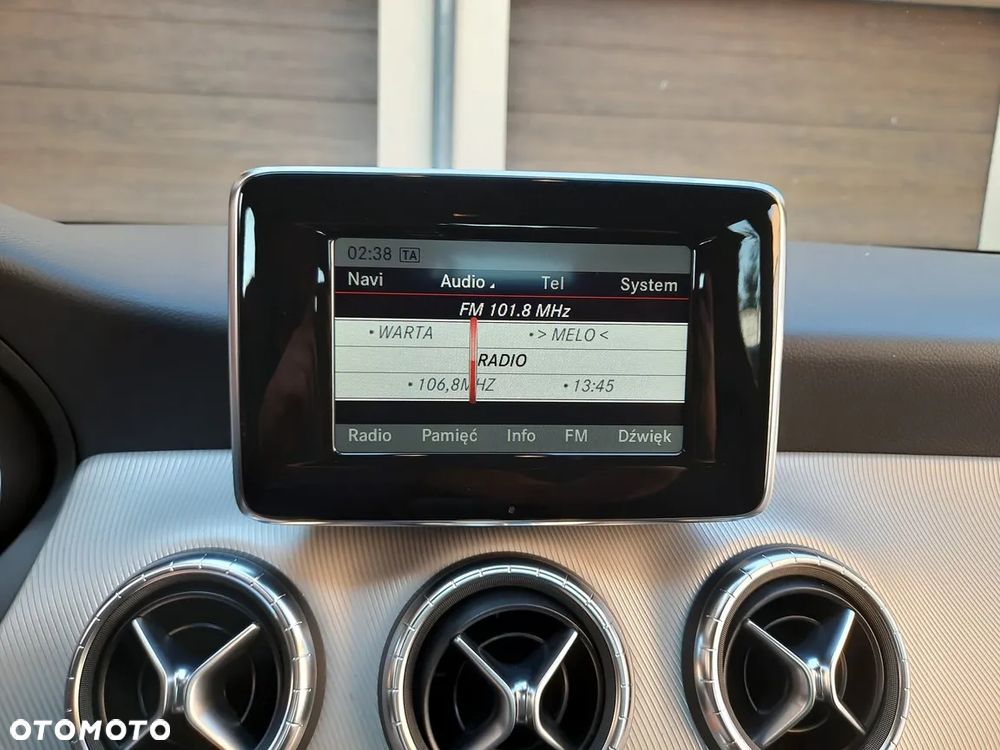 02:38 TA
Navi Audio Tel System
FM 101.8 MHz
•WARTA •> MELO <
RADIO
•106,8MHZ •13:45
Radio Pamięć Info FM Dźwięk
OTOMOTO